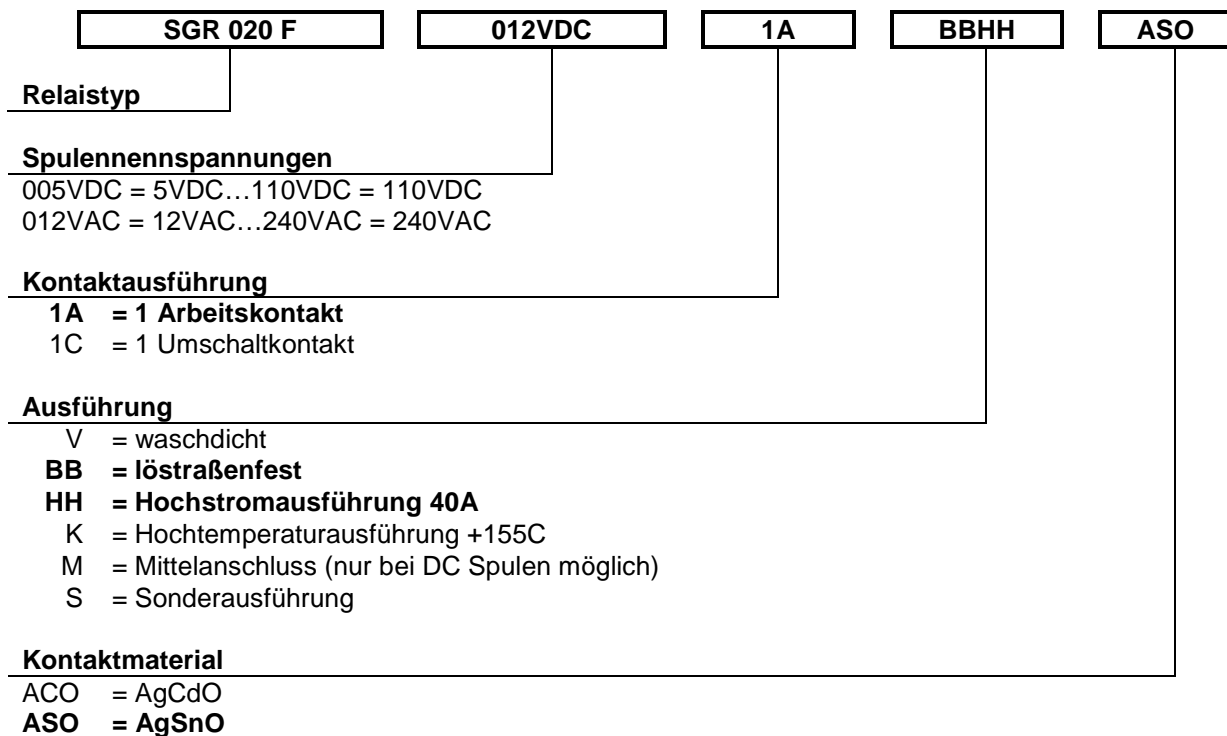 SGR 020 F 012VDC 1A BBHH ASO
Relaistyp
Spulennennspannungen
005VDC = 5VDC…110VDC = 110VDC
012VAC = 12VAC…240VAC = 240VAC
Kontaktausführung
1A = 1 Arbeitskontakt
1C = 1 Umschaltkontakt
Ausführung
V = waschdicht
BB = löstraßenfest
HH = Hochstromausführung 40A
K = Hochtemperaturausführung +155C
M = Mittelanschluss (nur bei DC Spulen möglich)
S = Sonderausführung
Kontaktmaterial
ACO = AgCdO
ASO = AgSnO